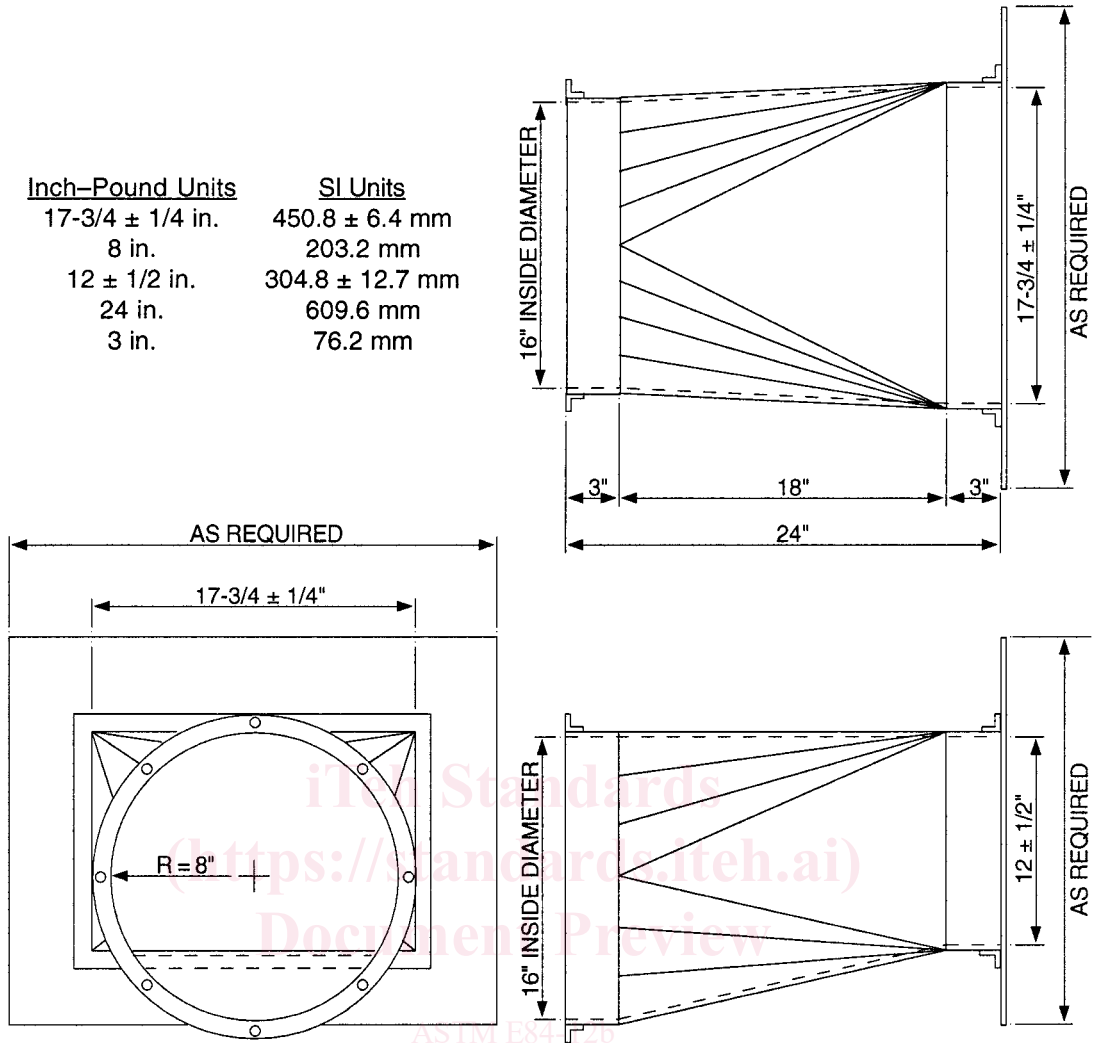 Inch–Pound Units SI Units
17-3/4 ± 1/4 in. 450.8 ± 6.4 mm
8 in. 203.2 mm
12 ± 1/2 in. 304.8 ± 12.7 mm
24 in. 609.6 mm
3 in. 76.2 mm
16" INSIDE DIAMETER
17-3/4 ± 1/4"
AS REQUIRED
3"
18"
3"
24"
AS REQUIRED
17-3/4 ± 1/4"
R = 8"
16" INSIDE DIAMETER
12 ± 1/2"
AS REQUIRED
iTeh Standards
(https://standards.iteh.ai)
Document Preview
ASTM E84-12b